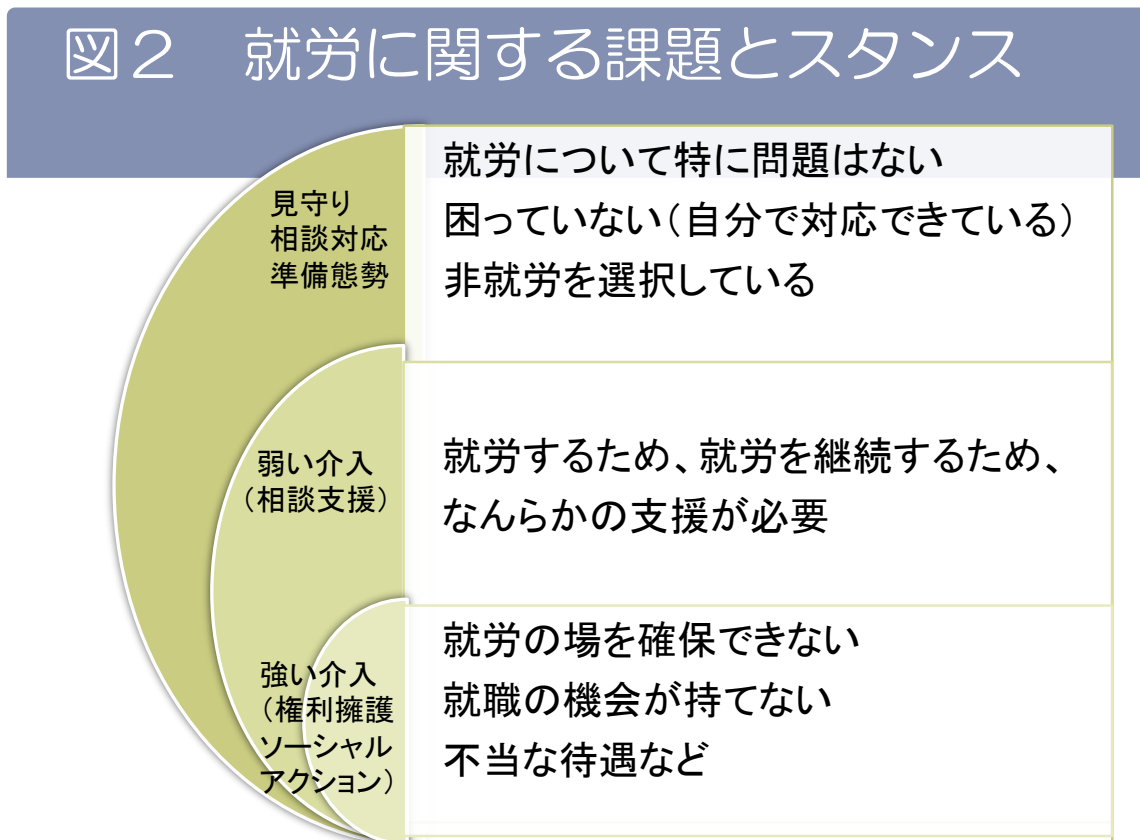 図２　就労に関する課題とスタンス
見守り
相談対応
準備態勢
就労について特に問題はない
困っていない（自分で対応できている）
非就労を選択している
弱い介入
（相談支援）
就労するため、就労を継続するため、
なんらかの支援が必要
強い介入
（権利擁護
ソーシャル
アクション）
就労の場を確保できない
就職の機会が持てない
不当な待遇など